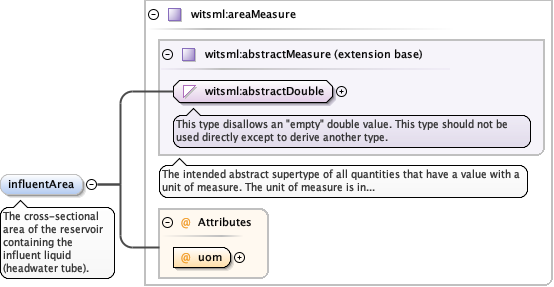 witsml:areaMeasure
witsml:abstractMeasure (extension base)
witsml:abstractDouble
This type disallows an "empty" double value. This type should not be
used directly except to derive another type.
The intended abstract supertype of all quantities that have a value with a
unit of measure. The unit of measure is in...
influentArea
The cross-sectional
area of the reservoir
containing the
influent liquid
(headwater tube).
@ Attributes
@ uom